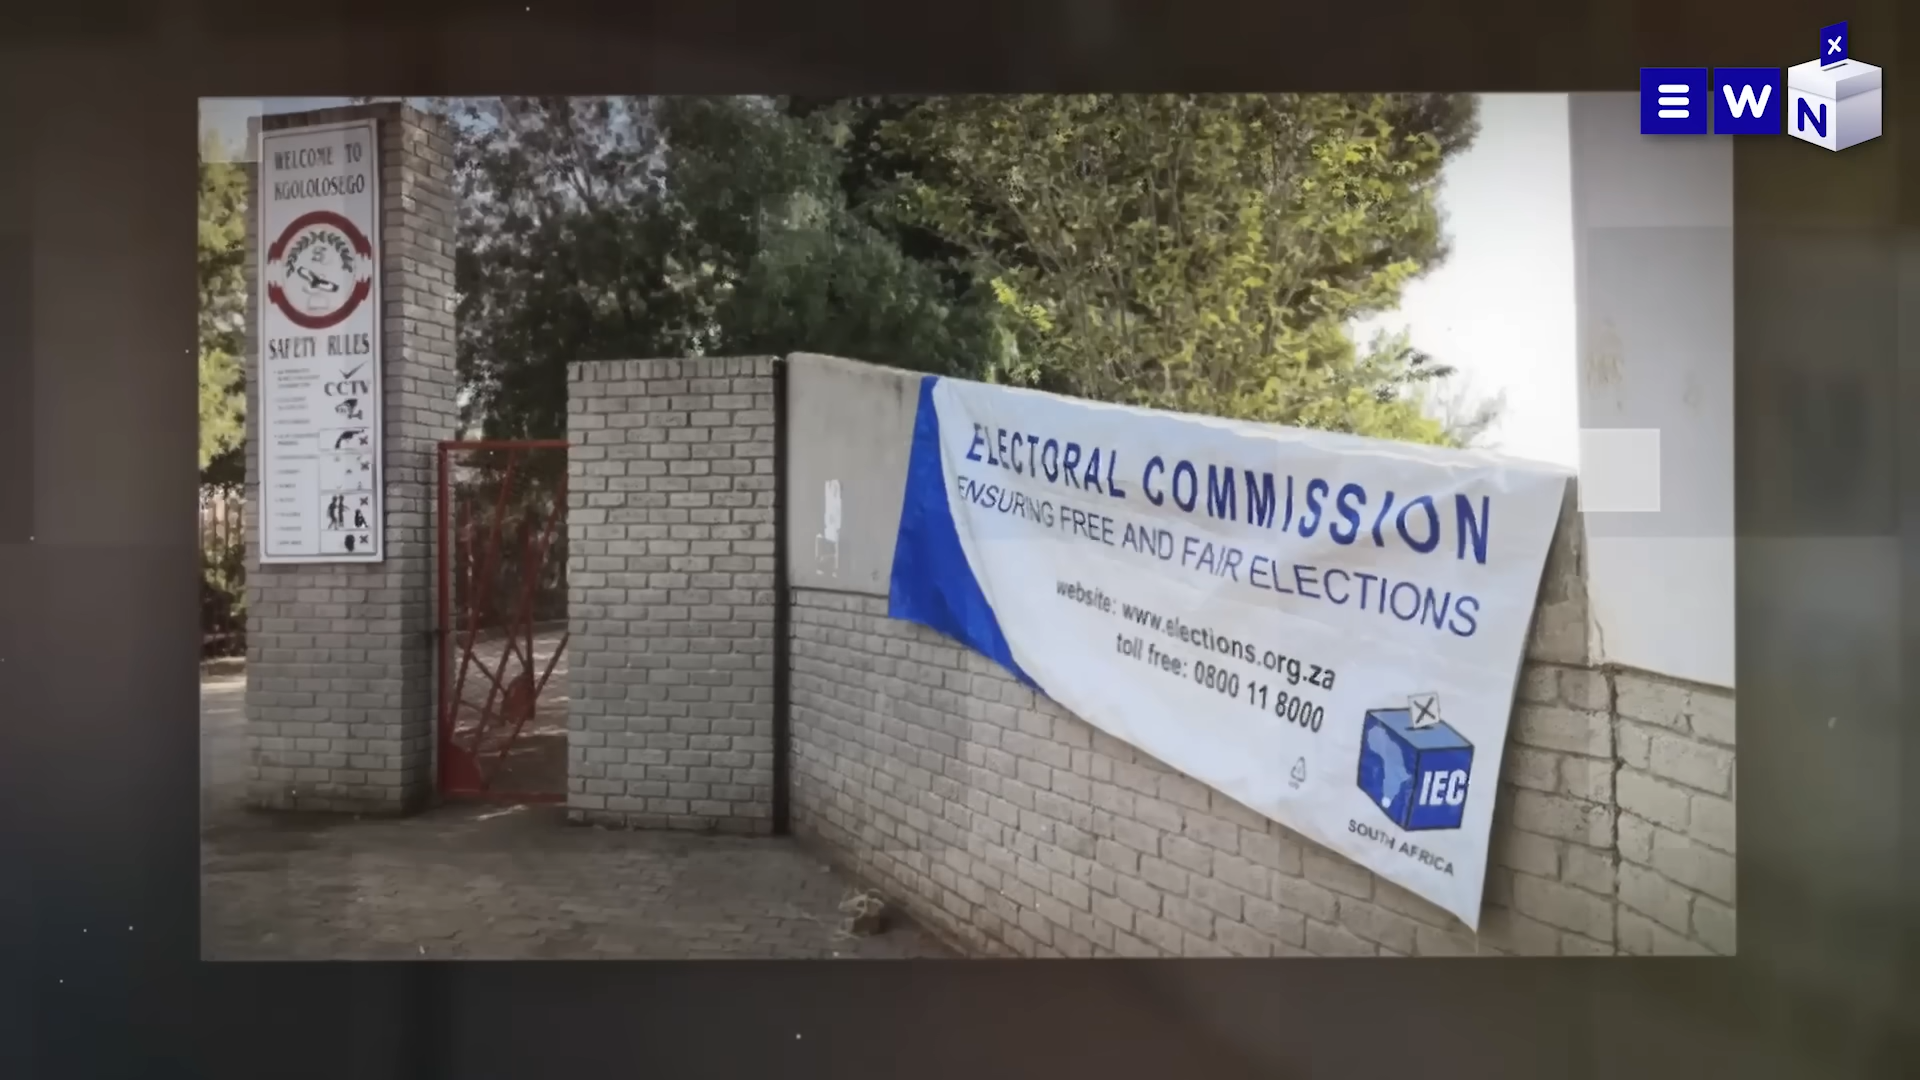 WELCOME TO
KGOLOLOSEGO
SAFETY RULES
CCTV
ELECTORAL COMMISSION
ENSURING FREE AND FAIR ELECTIONS
website: www.elections.org.za
toll free: 0800 11 8000
IEC
SOUTH AFRICA
EWN
X